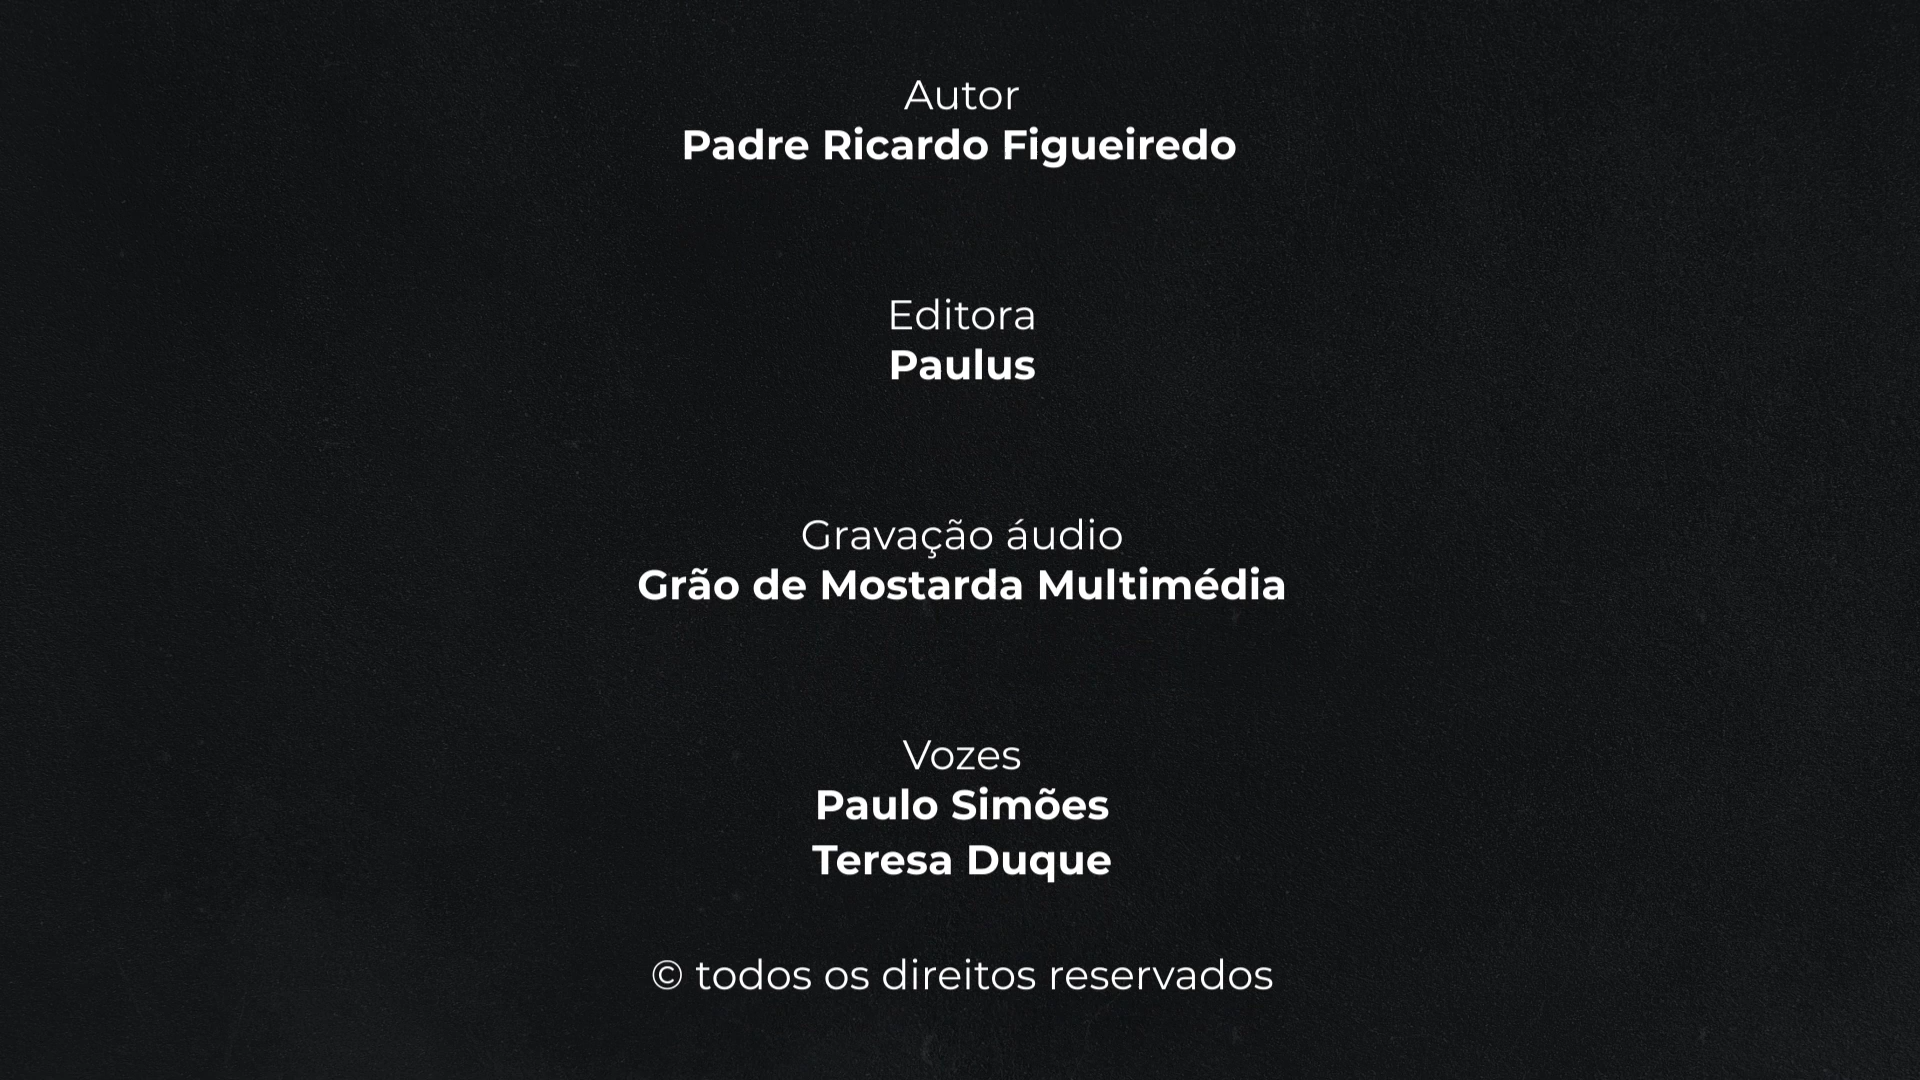 Autor
Padre Ricardo Figueiredo
Editora
Paulus
Gravação áudio
Grão de Mostarda Multimédia
Vozes
Paulo Simões
Teresa Duque
© todos os direitos reservados